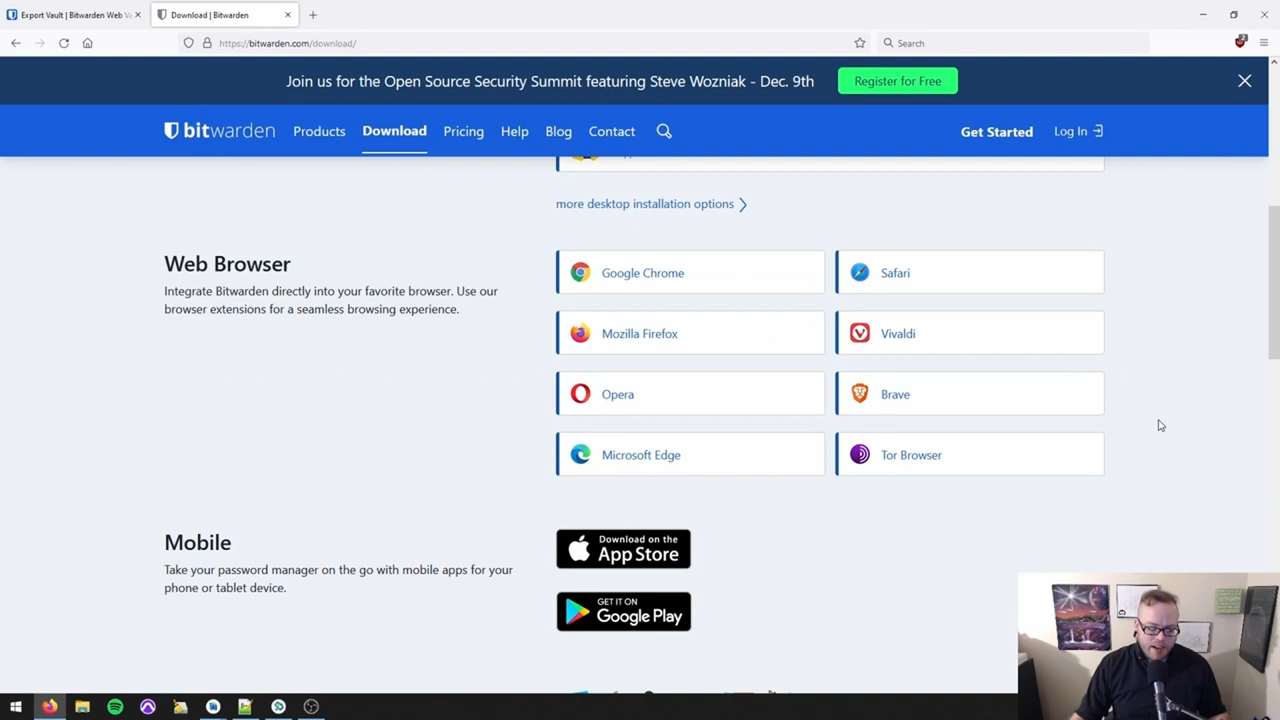 Export Vault | Bitwarden Web Va
Download | Bitwarden
https://bitwarden.com/download/
Search
Join us for the Open Source Security Summit featuring Steve Wozniak - Dec. 9th
Register for Free
bitwarden
Products
Download
Pricing
Help
Blog
Contact
Get Started
Log In
more desktop installation options
Web Browser
Integrate Bitwarden directly into your favorite browser. Use our
browser extensions for a seamless browsing experience.
Google Chrome
Safari
Mozilla Firefox
Vivaldi
Opera
Brave
Microsoft Edge
Tor Browser
Mobile
Take your password manager on the go with mobile apps for your
phone or tablet device.
Download on the
App Store
GET IT ON
Google Play